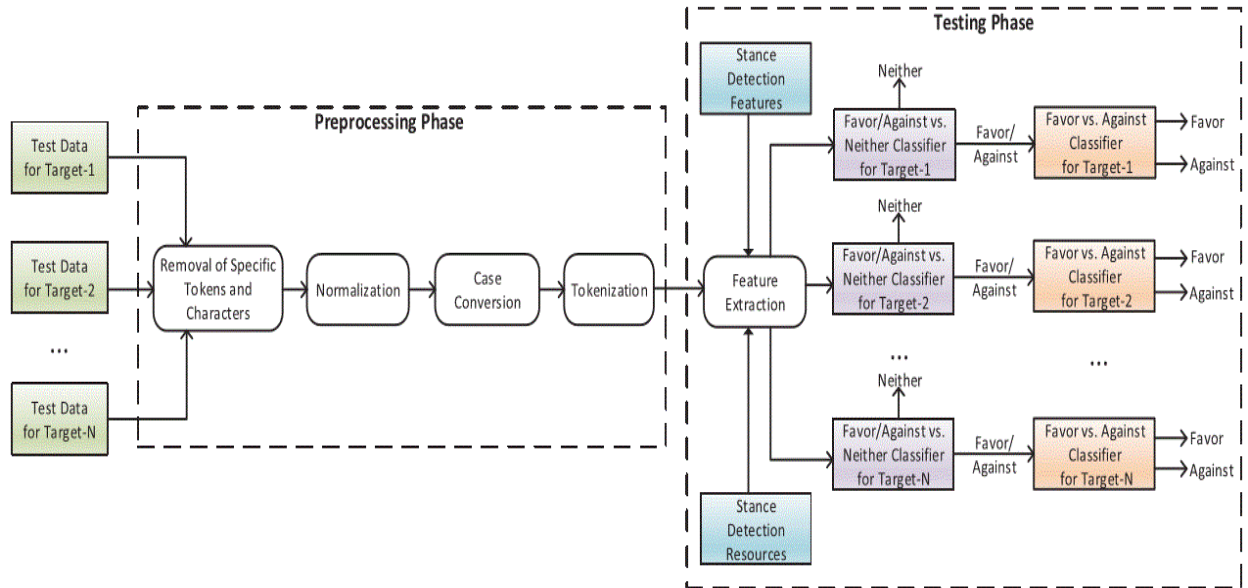 Preprocessing Phase
Test Data
for Target-1
Test Data
for Target-2
...
Test Data
for Target-N
Removal of Specific
Tokens and
Characters
Normalization
Case
Conversion
Tokenization
Testing Phase
Stance
Detection
Features
Feature
Extraction
Stance
Detection
Resources
Neither
Favor/Against vs.
Neither Classifier
for Target-1
Favor/
Against
Favor vs. Against
Classifier
for Target-1
Favor
Against
Neither
Favor/Against vs.
Neither Classifier
for Target-2
Favor/
Against
Favor vs. Against
Classifier
for Target-2
Favor
Against
...
...
Neither
Favor/Against vs.
Neither Classifier
for Target-N
Favor/
Against
Favor vs. Against
Classifier
for Target-N
Favor
Against